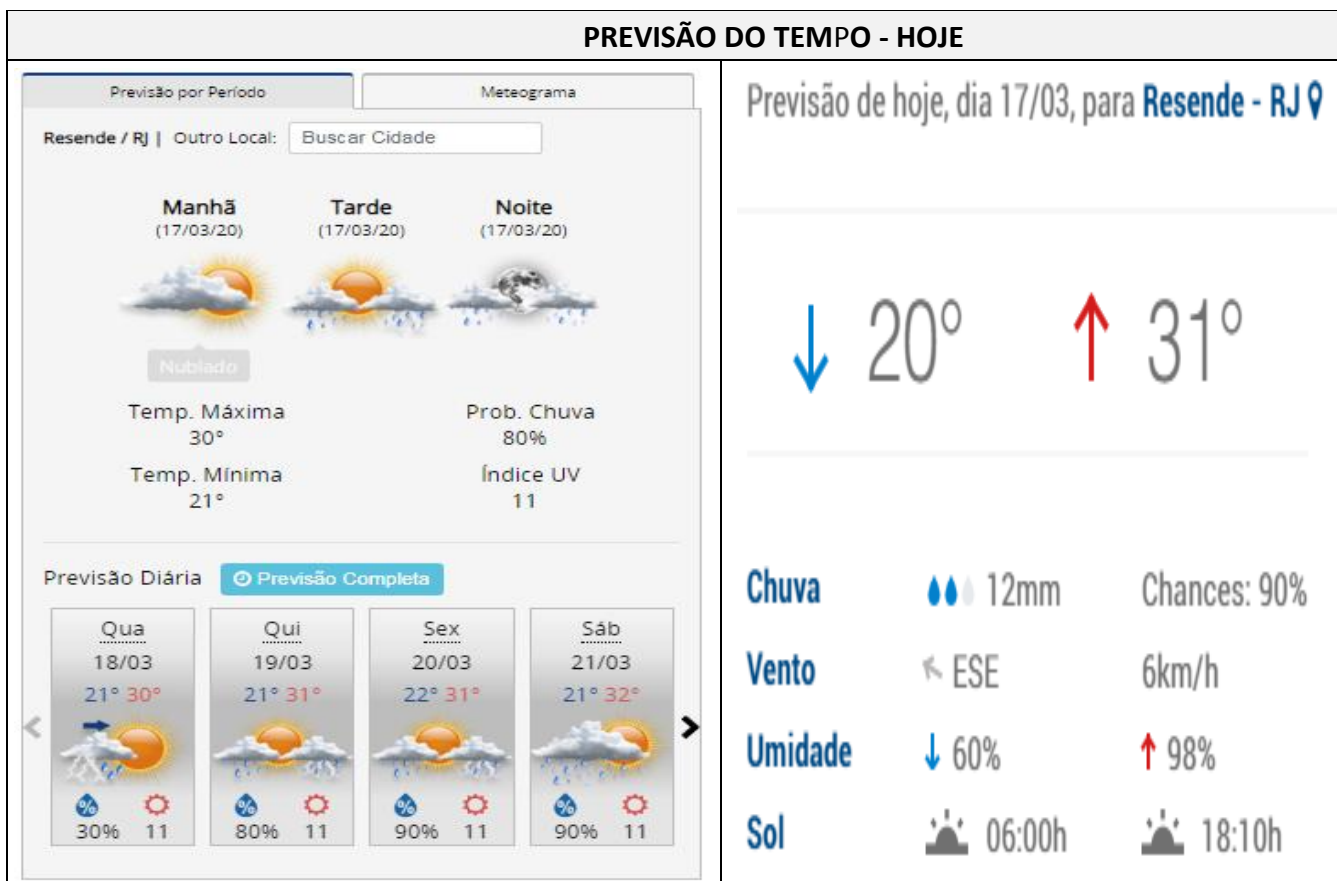 PREVISÃO DO TEMPO - HOJE
Previsão por Período
Meteograma
Resende / RJ | Outro Local: Buscar Cidade
Manhã Tarde Noite
(17/03/20) (17/03/20) (17/03/20)
Nublado
Temp. Máxima Prob. Chuva
30° 80%
Temp. Mínima Índice UV
21° 11
Previsão Diária Previsão Completa
Qua Qui Sex Sáb
18/03 19/03 20/03 21/03
21° 30° 21° 31° 22° 31° 21° 32°
% % % %
30% 11 80% 11 90% 11 90% 11
Previsão de hoje, dia 17/03, para Resende - RJ
20° 31°
Chuva 12mm Chances: 90%
Vento ESE 6km/h
Umidade 60% 98%
Sol 06:00h 18:10h